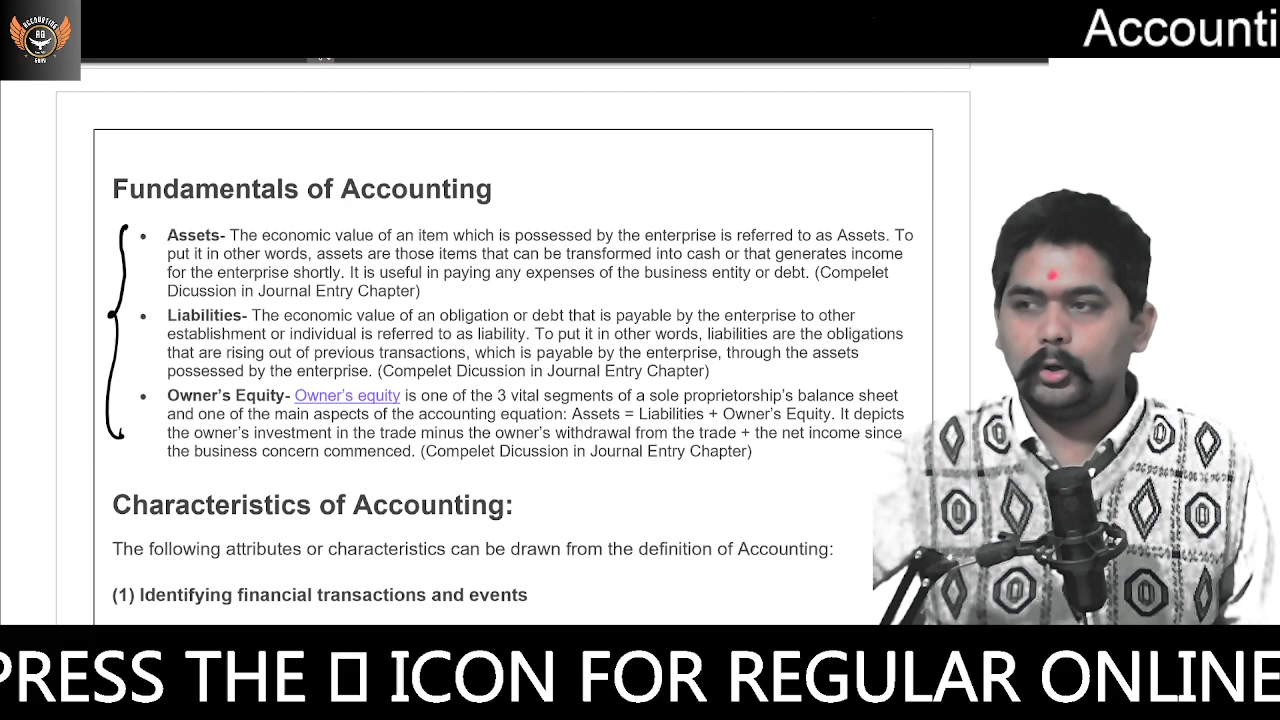 Accounti
ACCOUNTING
AG
GURU
Fundamentals of Accounting
• Assets- The economic value of an item which is possessed by the enterprise is referred to as Assets. To
put it in other words, assets are those items that can be transformed into cash or that generates income
for the enterprise shortly. It is useful in paying any expenses of the business entity or debt. (Compelet
Dicussion in Journal Entry Chapter)
• Liabilities- The economic value of an obligation or debt that is payable by the enterprise to other
establishment or individual is referred to as liability. To put it in other words, liabilities are the obligations
that are rising out of previous transactions, which is payable by the enterprise, through the assets
possessed by the enterprise. (Compelet Dicussion in Journal Entry Chapter)
• Owner's Equity- Owner's equity is one of the 3 vital segments of a sole proprietorship's balance sheet
and one of the main aspects of the accounting equation: Assets = Liabilities + Owner's Equity. It depicts
the owner's investment in the trade minus the owner's withdrawal from the trade + the net income since
the business concern commenced. (Compelet Dicussion in Journal Entry Chapter)
Characteristics of Accounting:
The following attributes or characteristics can be drawn from the definition of Accounting:
(1) Identifying financial transactions and events
PRESS THE ▯ ICON FOR REGULAR ONLINE